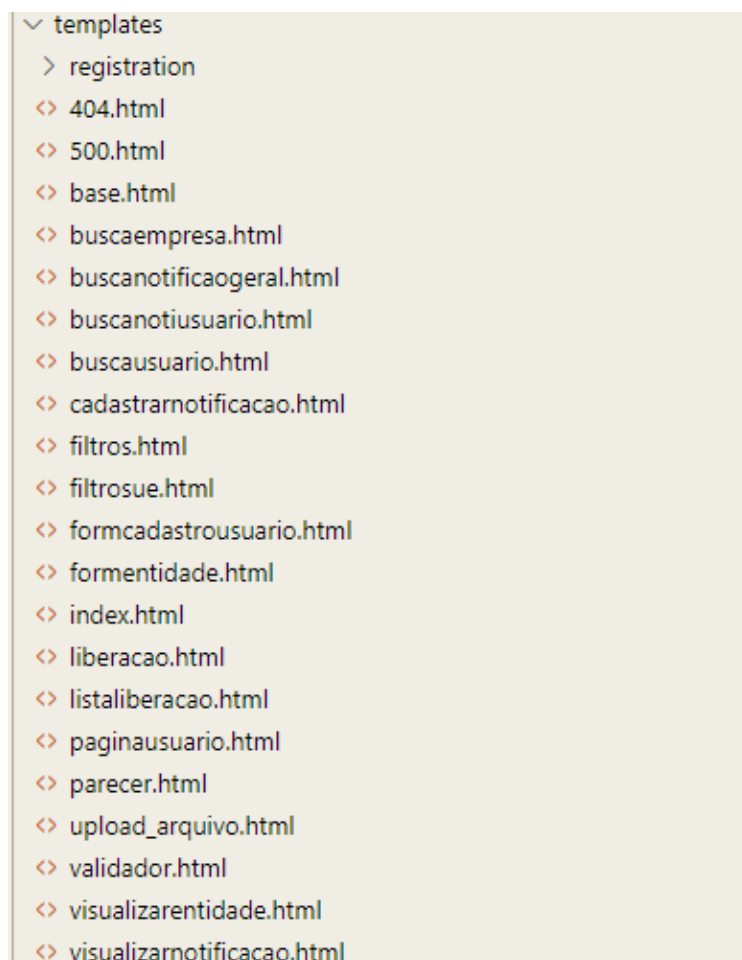 templates
registration
404.html
500.html
base.html
buscaempresa.html
buscanotificaogeral.html
buscanotiusuario.html
buscausuario.html
cadastrarnotificacao.html
filtros.html
filtrosue.html
formcadastrousuario.html
formentidade.html
index.html
liberacao.html
listaliberacao.html
paginausuario.html
parecer.html
upload_arquivo.html
validador.html
visualizarentidade.html
visualizarnotificacao.html